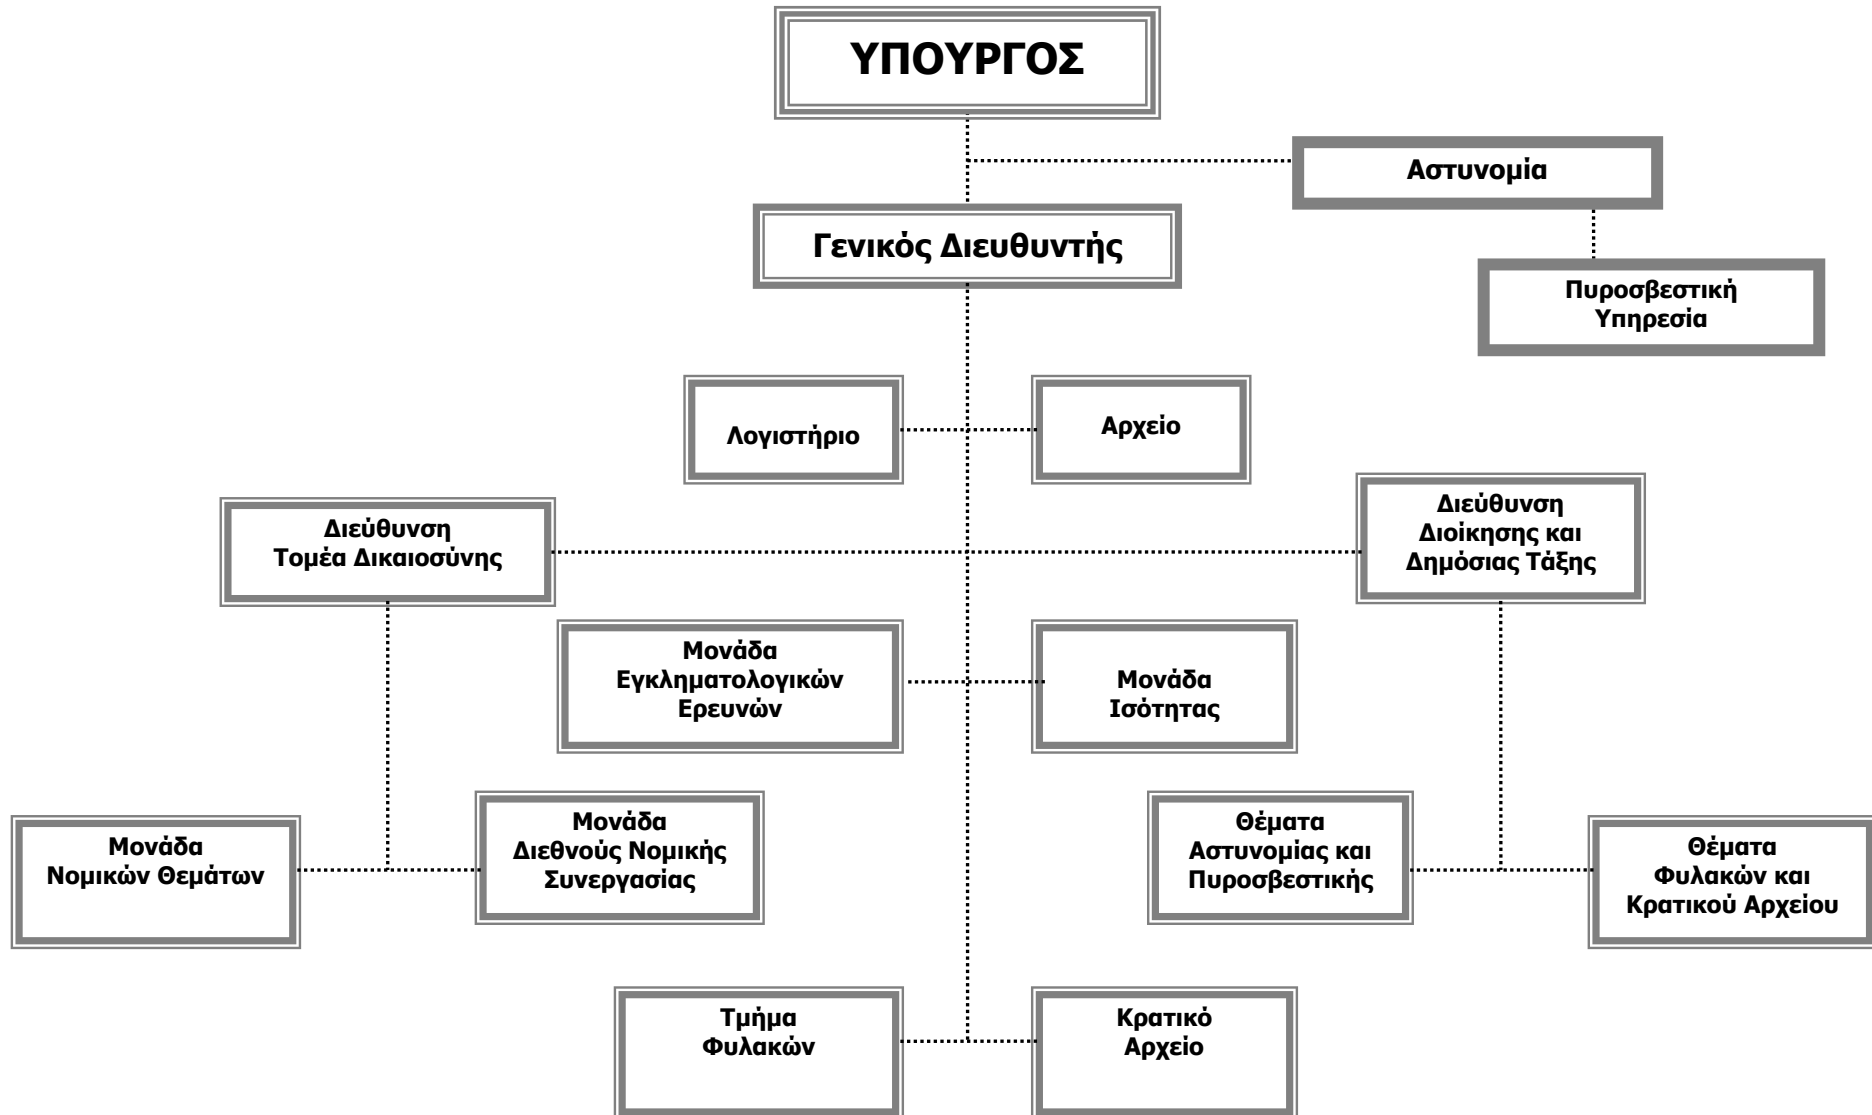 ΥΠΟΥΡΓΟΣ
Αστυνομία
Γενικός Διευθυντής
Πυροσβεστική
Υπηρεσία
Λογιστήριο
Αρχείο
Διεύθυνση
Τομέα Δικαιοσύνης
Διεύθυνση
Διοίκησης και
Δημόσιας Τάξης
Μονάδα
Εγκληματολογικών
Ερευνών
Μονάδα
Ισότητας
Μονάδα
Νομικών Θεμάτων
Μονάδα
Διεθνούς Νομικής
Συνεργασίας
Θέματα
Αστυνομίας και
Πυροσβεστικής
Θέματα
Φυλακών και
Κρατικού Αρχείου
Τμήμα
Φυλακών
Κρατικό
Αρχείο